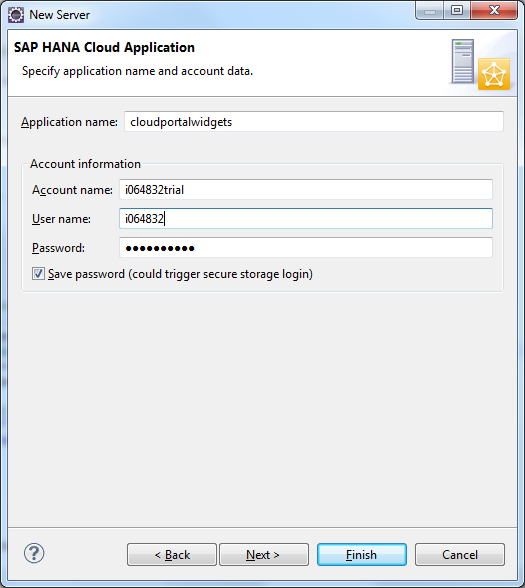 New Server
SAP HANA Cloud Application
Specify application name and account data.
Application name: cloudportalwidgets
Account information
Account name: i064832trial
User name: i064832
Password: ●●●●●●●●●●
Save password (could trigger secure storage login)
? < Back Next > Finish Cancel